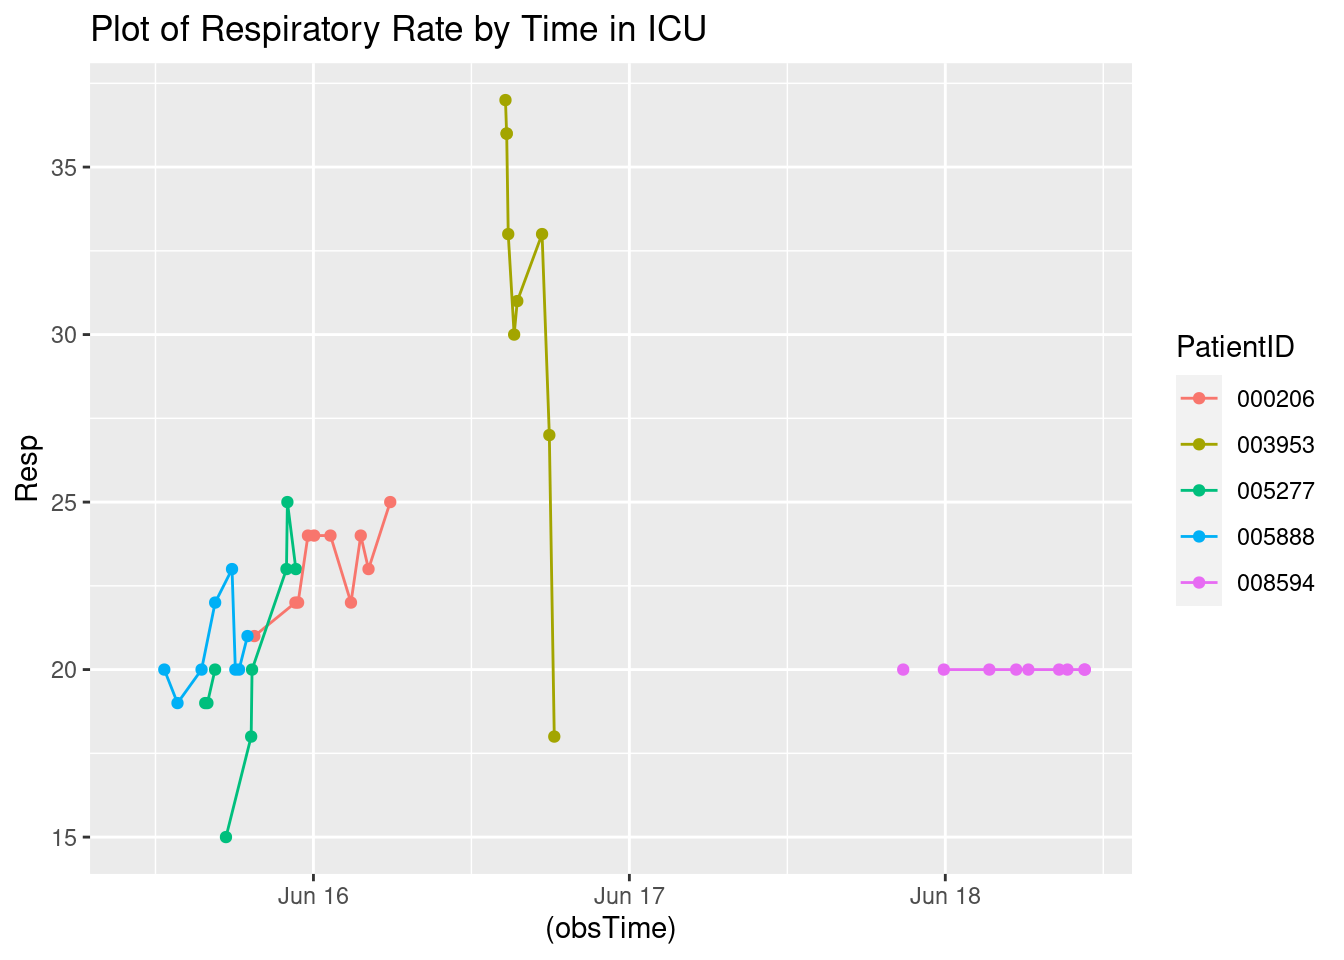 Plot of Respiratory Rate by Time in ICU
Resp
35
30
25
20
15
Jun 16
Jun 17
Jun 18
(obsTime)
PatientID
000206
003953
005277
005888
008594